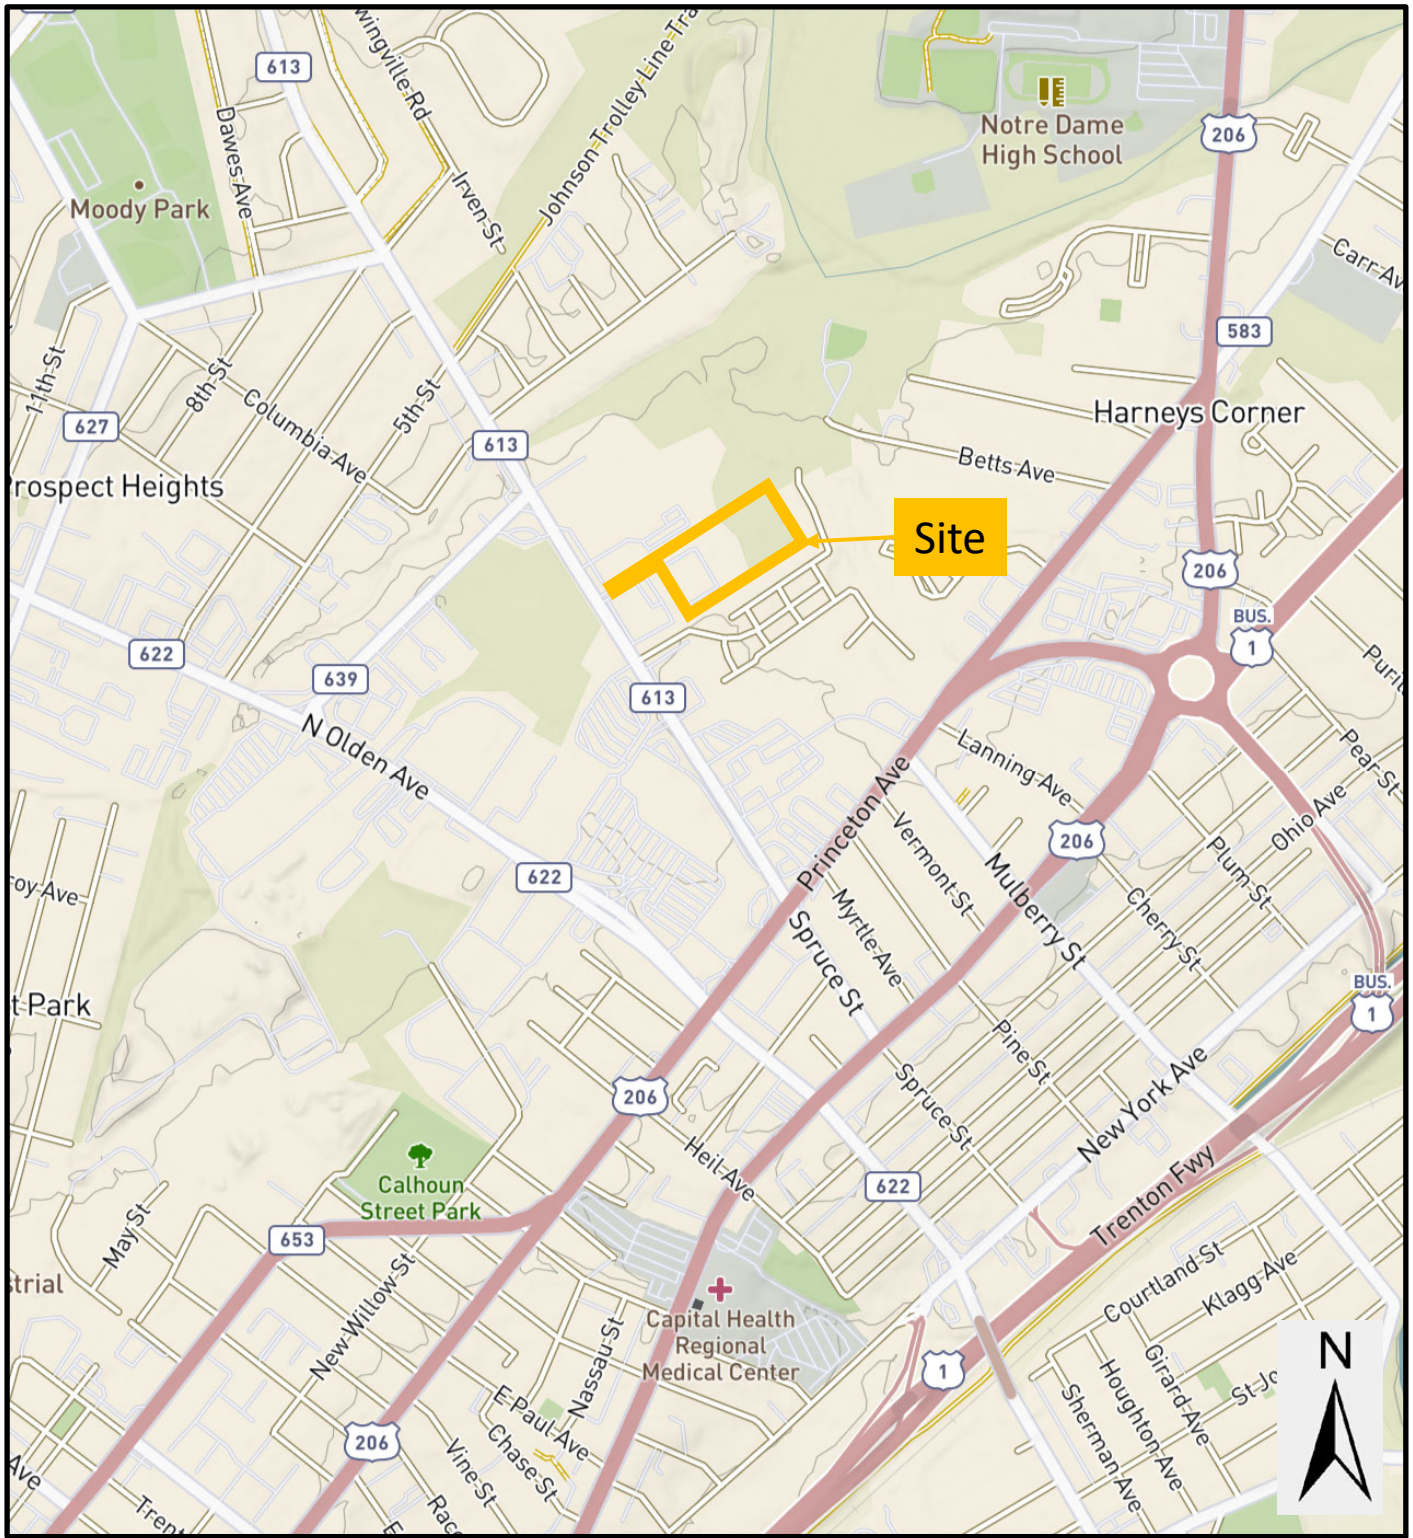 613
wingville Rd
Johnson Trolley Line Tra
206
Notre Dame
High School
Dawes Ave
Irven St
Moody Park
Carr Av
583
11th St
8th St
5th St
Columbia Ave
Harneys Corner
627
613
Betts Ave
Prospect Heights
Site
206
BUS.
1
622
639
613
N Olden Ave
Lanning Ave
Pear St
Princeton Ave
Vermont St
206
Ohio Ave
Plum St
622
Mulberry St
Cherry St
roy Ave
Myrtle Ave
Spruce St
t Park
BUS.
1
Pine St
New York Ave
206
Spruce St
Heil Ave
622
Trenton Fwy
Calhoun
Street Park
653
May St
New Willow St
Courtland St
Klagg Ave
strial
Capital Health
Regional
Medical Center
Nassau St
1
Girard Ave
Houghton Ave
St Jo
Sherman Ave
N
E Paul Ave
Chase St
Vine St
206
Ave
Trent
Race